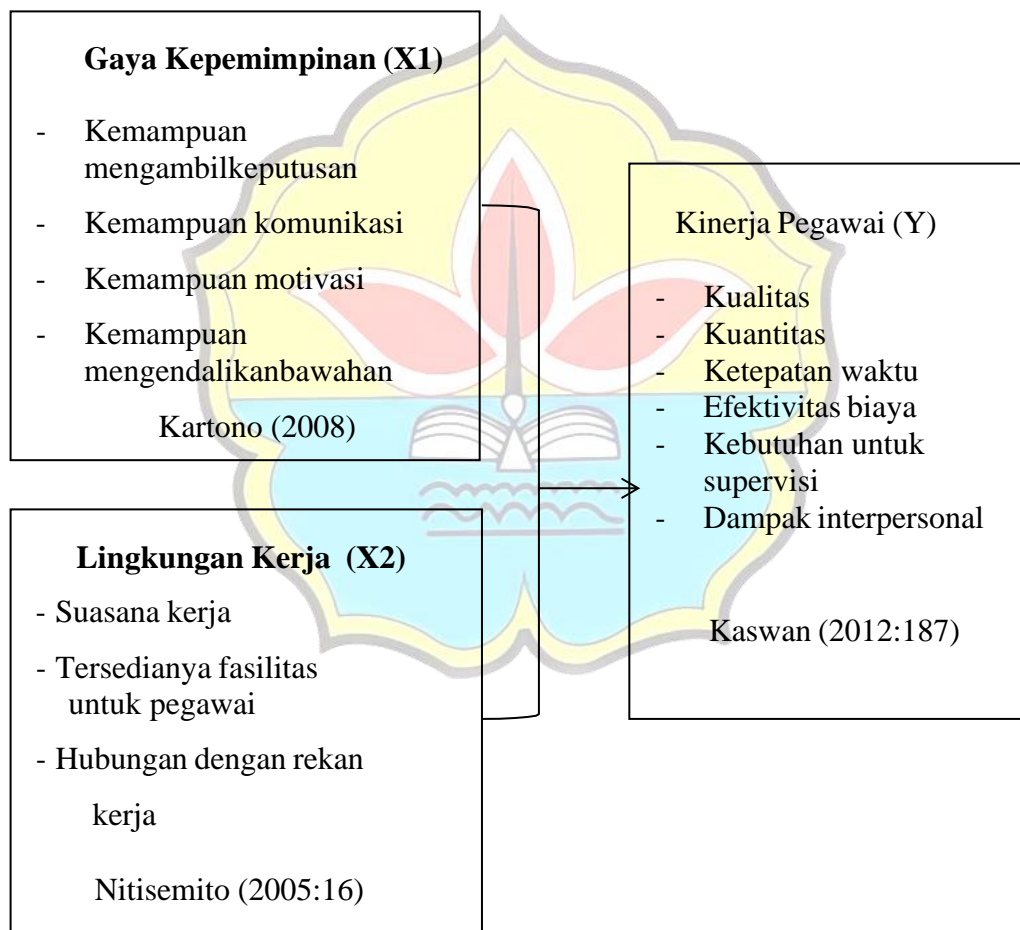 Gaya Kepemimpinan (X1)
- Kemampuan
mengambilkeputusan
- Kemampuan komunikasi
- Kemampuan motivasi
- Kemampuan
mengendalikanbawahan
Kartono (2008)
Lingkungan Kerja (X2)
- Suasana kerja
- Tersedianya fasilitas
untuk pegawai
- Hubungan dengan rekan
kerja
Nitisemito (2005:16)
Kinerja Pegawai (Y)
- Kualitas
- Kuantitas
- Ketepatan waktu
- Efektivitas biaya
- Kebutuhan untuk
supervisi
- Dampak interpersonal
Kaswan (2012:187)